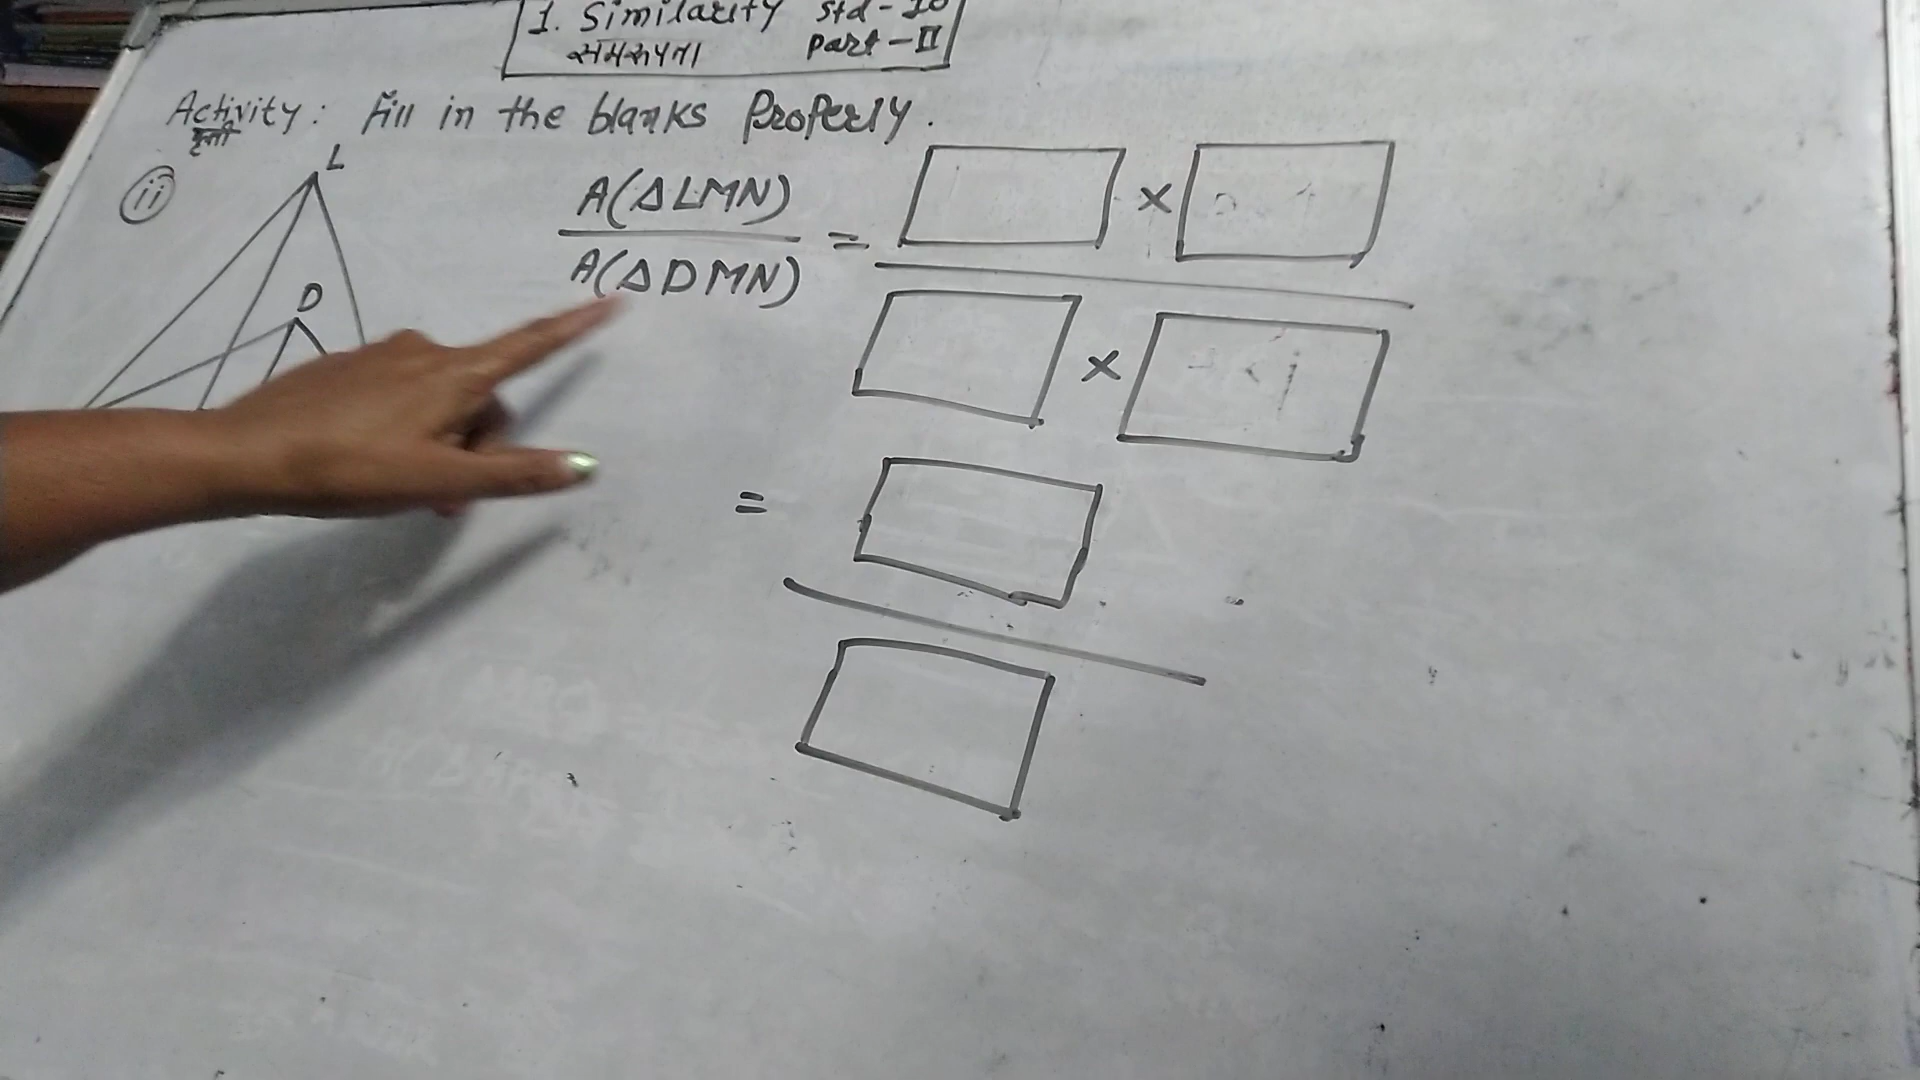 1. Similarity Std-10
समरूपता Part-II
Activity: Fill in the blanks Properly.
कृती
ii
L
D
A(ΔLMN)
A(ΔDMN)
= ×
×
=